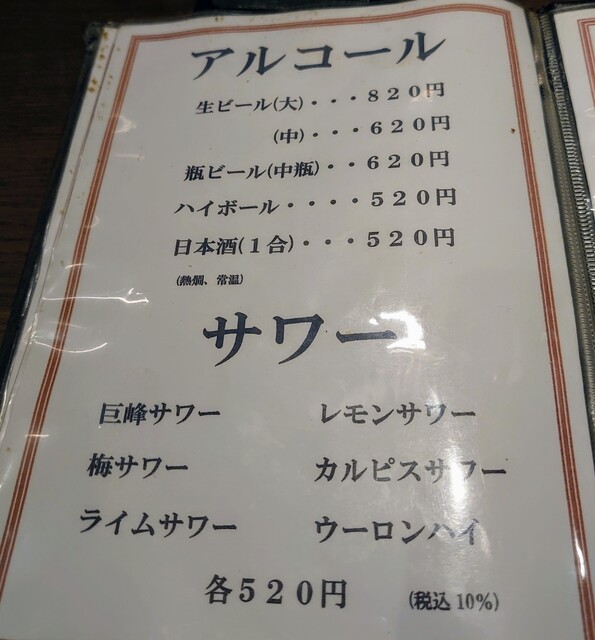 アルコール
生ビール(大)・・・８２０円
(中)・・・６２０円
瓶ビール(中瓶)・・６２０円
ハイボール・・・・５２０円
日本酒(１合)・・・５２０円
(熱燗、常温)
サワー
巨峰サワー　レモンサワー
梅サワー　カルピスサワー
ライムサワー　ウーロンハイ
各５２０円　(税込 10%)